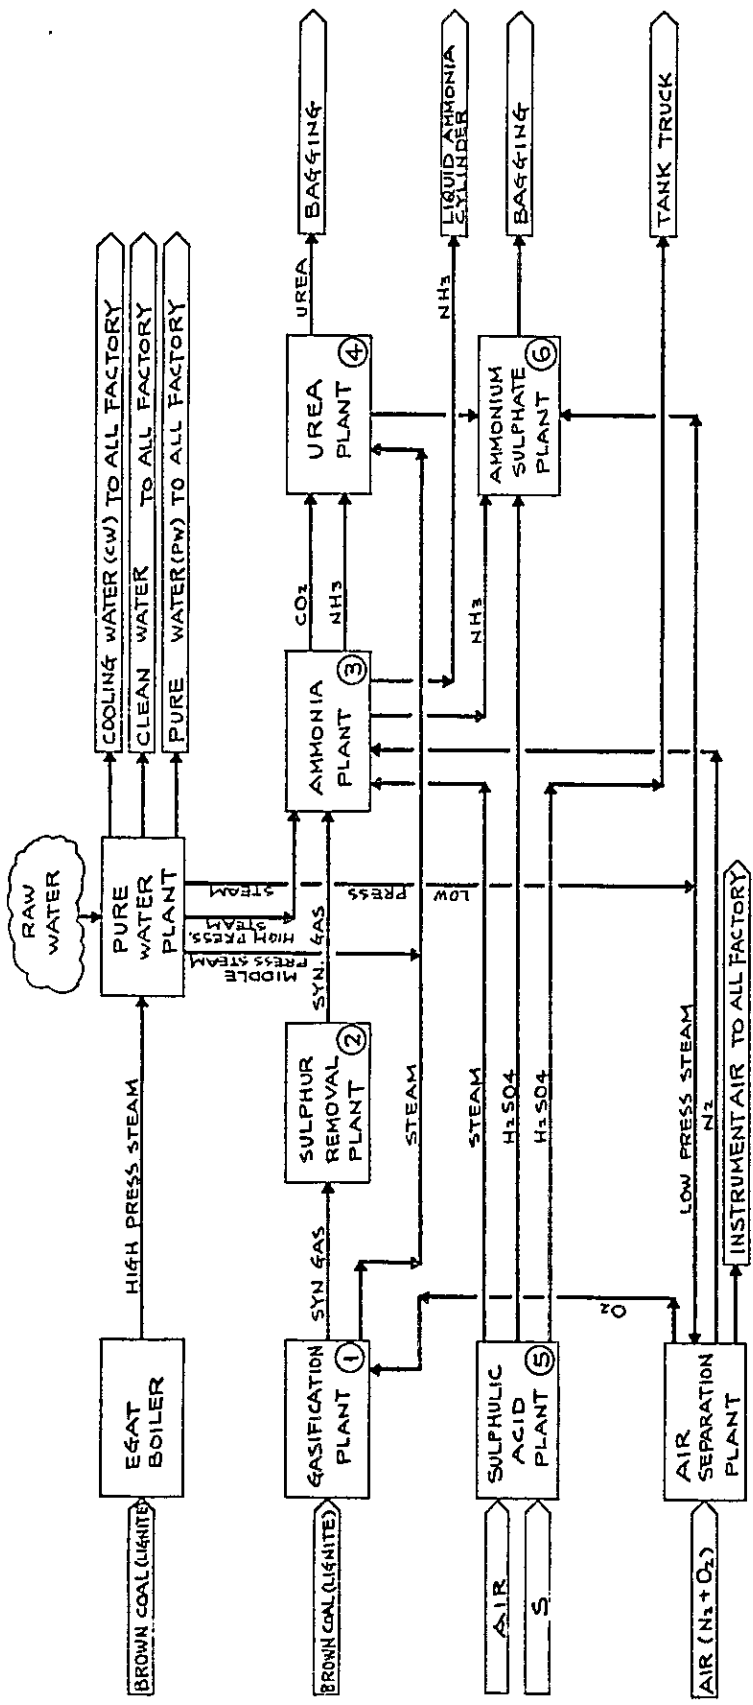 BROWN COAL (LIGNITE)
EGAT
BOILER
HIGH PRESS STEAM
RAW
WATER
PURE
WATER
PLANT
COOLING WATER (CW) TO ALL FACTORY
CLEAN WATER TO ALL FACTORY
PURE WATER (PW) TO ALL FACTORY
MIDDLE
PRESS STEAM
HIGH PRESS.
STEAM
LOW PRESS STEAM
BROWN COAL (LIGNITE)
GASIFICATION
PLANT
1
SYN GAS
SULPHUR
REMOVAL
PLANT
2
SYN. GAS
AMMONIA
PLANT
3
CO2
NH3
UREA
PLANT
4
UREA
BAGGING
STEAM
NH3
LIQUID AMMONIA
CYLINDER
AIR
S
SULPHULIC
ACID
PLANT
5
STEAM
H2SO4
H2SO4
NH3
AMMONIUM
SULPHATE
PLANT
6
BAGGING
TANK TRUCK
O2
AIR (N2+O2)
AIR
SEPARATION
PLANT
LOW PRESS STEAM
N2
INSTRUMENT AIR TO ALL FACTORY